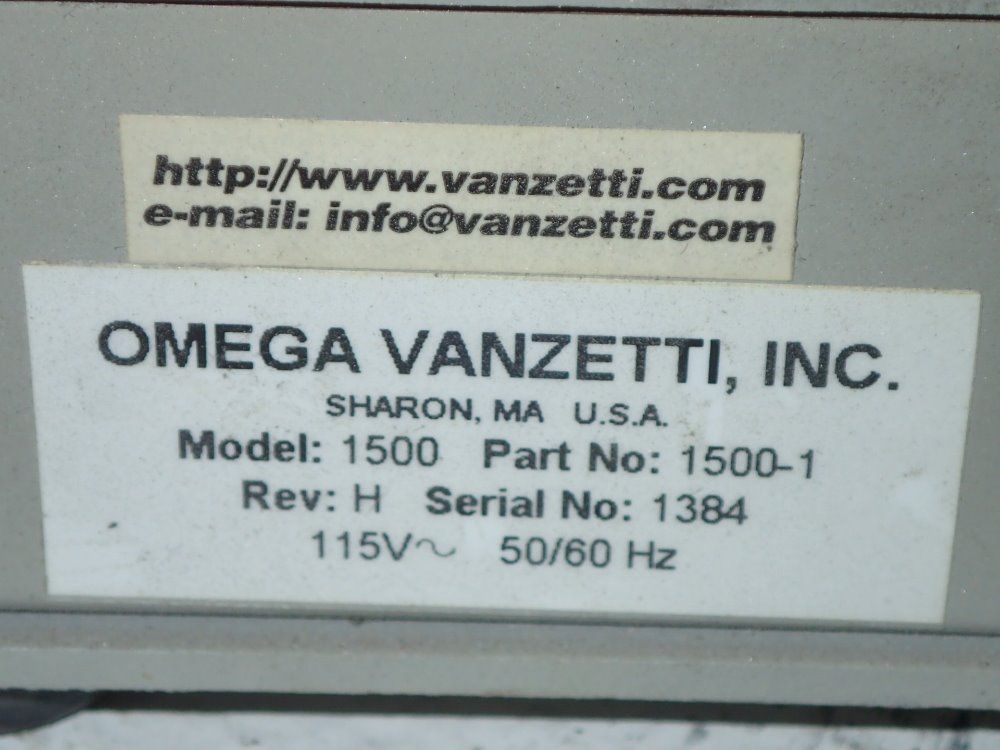 http://www.vanzetti.com
e-mail: info@vanzetti.com
OMEGA VANZETTI, INC.
SHARON, MA U.S.A.
Model: 1500 Part No: 1500-1
Rev: H Serial No: 1384
115V~ 50/60 Hz